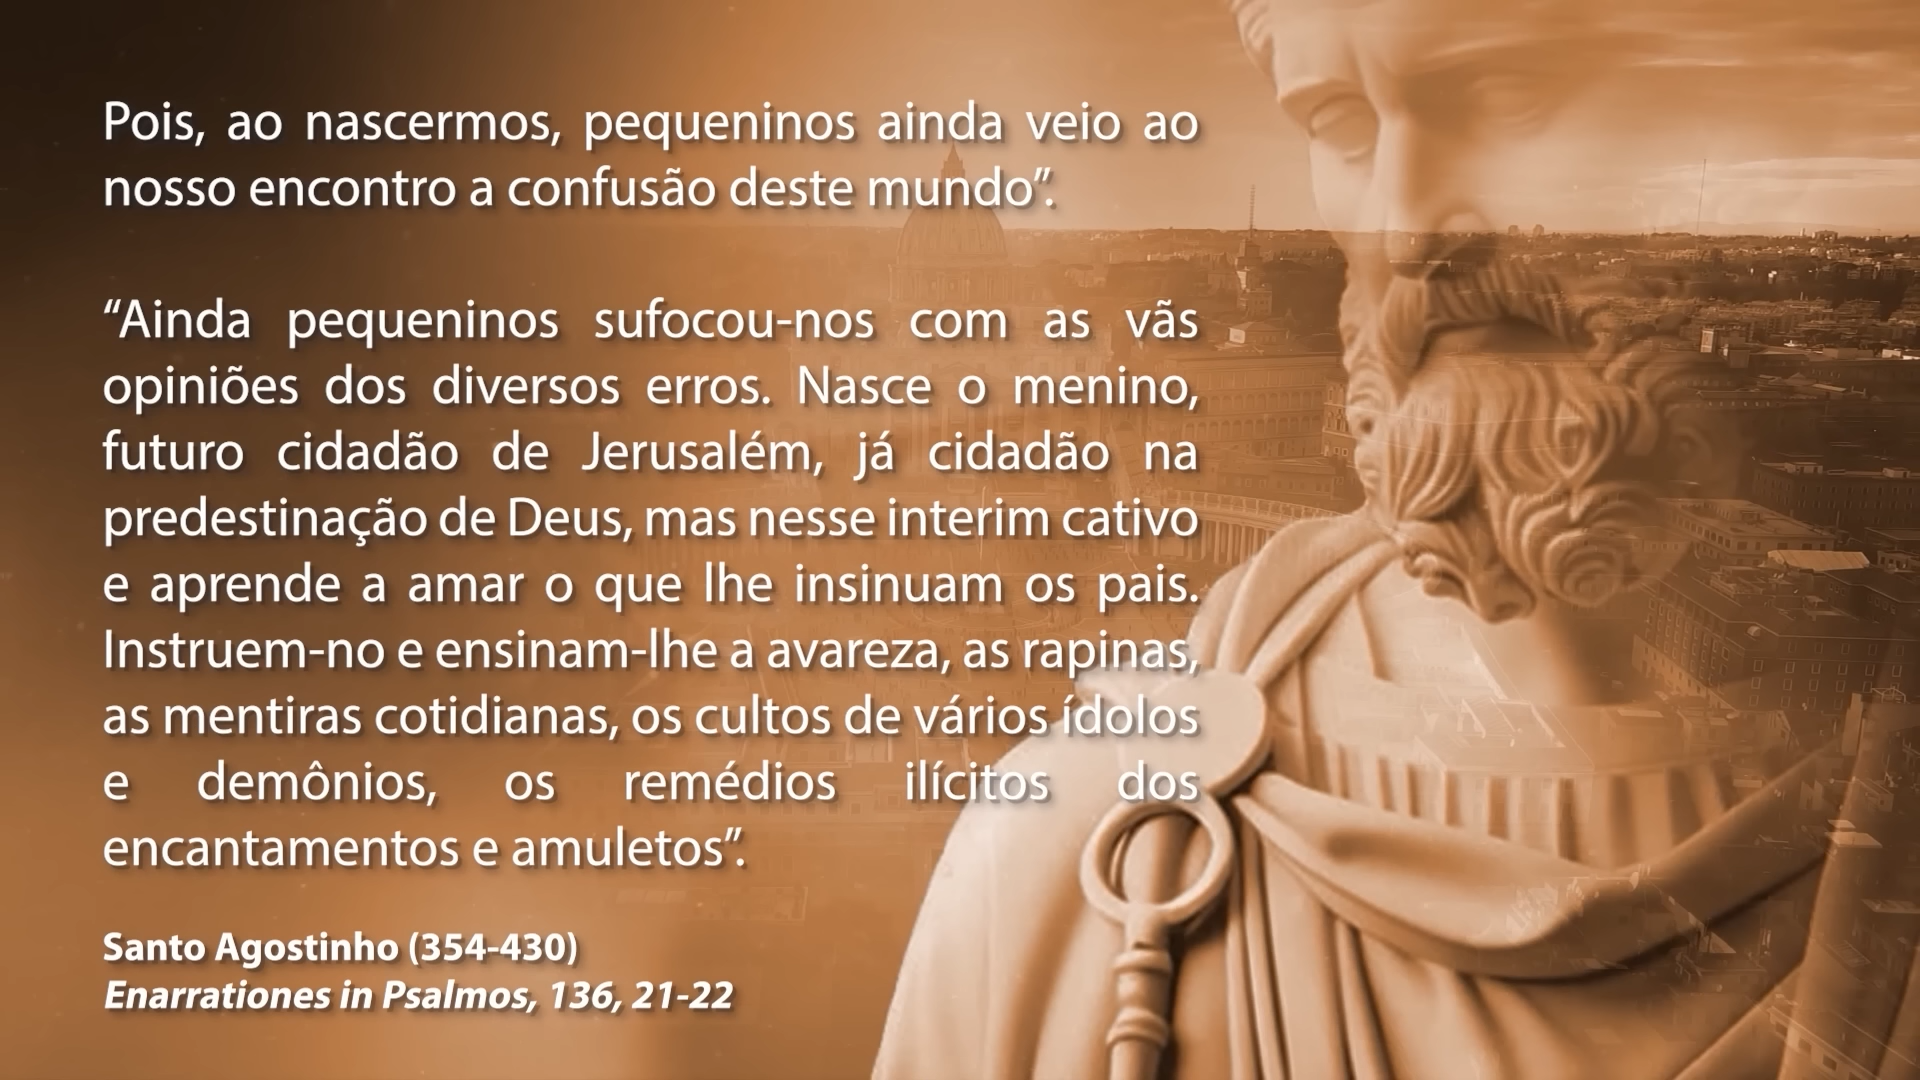 Pois, ao nascermos, pequeninos ainda veio ao
nosso encontro a confusão deste mundo”.
“Ainda pequeninos sufocou-nos com as vãs
opiniões dos diversos erros. Nasce o menino,
futuro cidadão de Jerusalém, já cidadão na
predestinação de Deus, mas nesse interim cativo
e aprende a amar o que lhe insinuam os pais.
Instruem-no e ensinam-lhe a avareza, as rapinas,
as mentiras cotidianas, os cultos de vários ídolos
e demônios, os remédios ilícitos dos
encantamentos e amuletos”.
Santo Agostinho (354-430)
Enarrationes in Psalmos, 136, 21-22